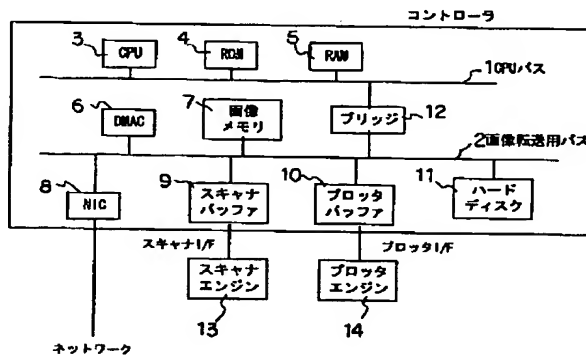 コントローラ
3 CPU
4 ROM
5 RAM
1CPUバス
6 DMAC
7 画像
メモリ
ブリッジ 12
2画像転送用バス
8 NIC
9 スキャナ
バッファ
10 プロッタ
バッファ
11 ハード
ディスク
スキャナI/F
プロッタI/F
スキャナ
エンジン
13
プロッタ
エンジン
14
ネットワーク